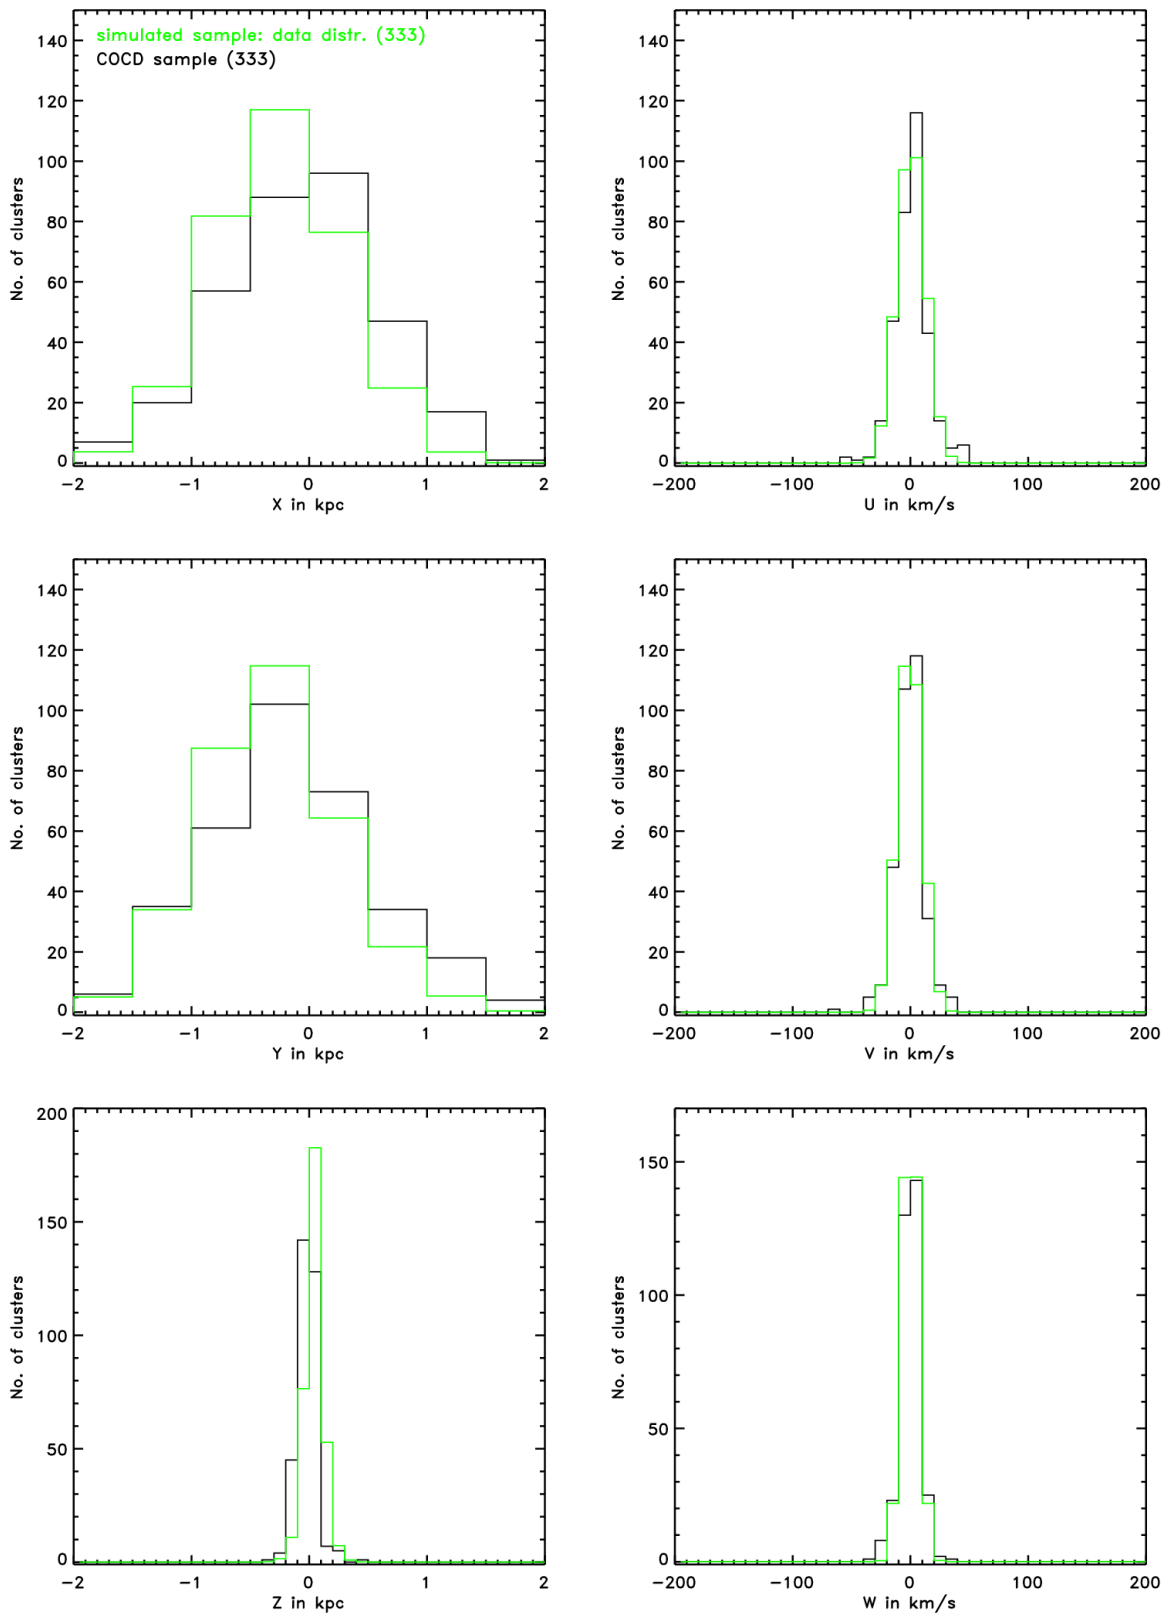 simulated sample: data distr. (333)
COCD sample (333)
No. of clusters
140
120
100
80
60
40
20
0
-2 -1 0 1 2
X in kpc
No. of clusters
140
120
100
80
60
40
20
0
-200 -100 0 100 200
U in km/s
No. of clusters
140
120
100
80
60
40
20
0
-2 -1 0 1 2
Y in kpc
No. of clusters
140
120
100
80
60
40
20
0
-200 -100 0 100 200
V in km/s
No. of clusters
200
150
100
50
0
-2 -1 0 1 2
Z in kpc
No. of clusters
150
100
50
0
-200 -100 0 100 200
W in km/s